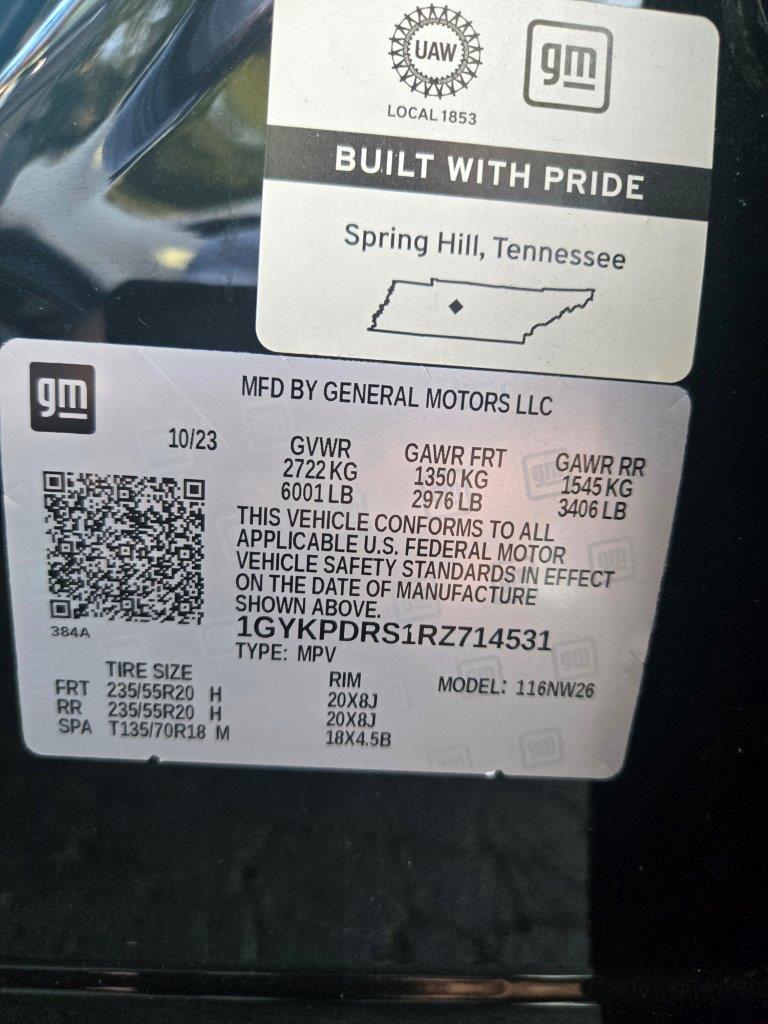 UAW
gm
LOCAL 1853
BUILT WITH PRIDE
Spring Hill, Tennessee
gm
MFD BY GENERAL MOTORS LLC
10/23
GVWR
2722 KG
6001 LB
GAWR FRT
1350 KG
2976 LB
GAWR RR
1545 KG
3406 LB
THIS VEHICLE CONFORMS TO ALL
APPLICABLE U.S. FEDERAL MOTOR
VEHICLE SAFETY STANDARDS IN EFFECT
ON THE DATE OF MANUFACTURE
SHOWN ABOVE.
384A
1GYKPDRS1RZ714531
TYPE: MPV
TIRE SIZE RIM MODEL: 116NW26
FRT 235/55R20 H 20X8J
RR 235/55R20 H 20X8J
SPA T135/70R18 M 18X4.5B